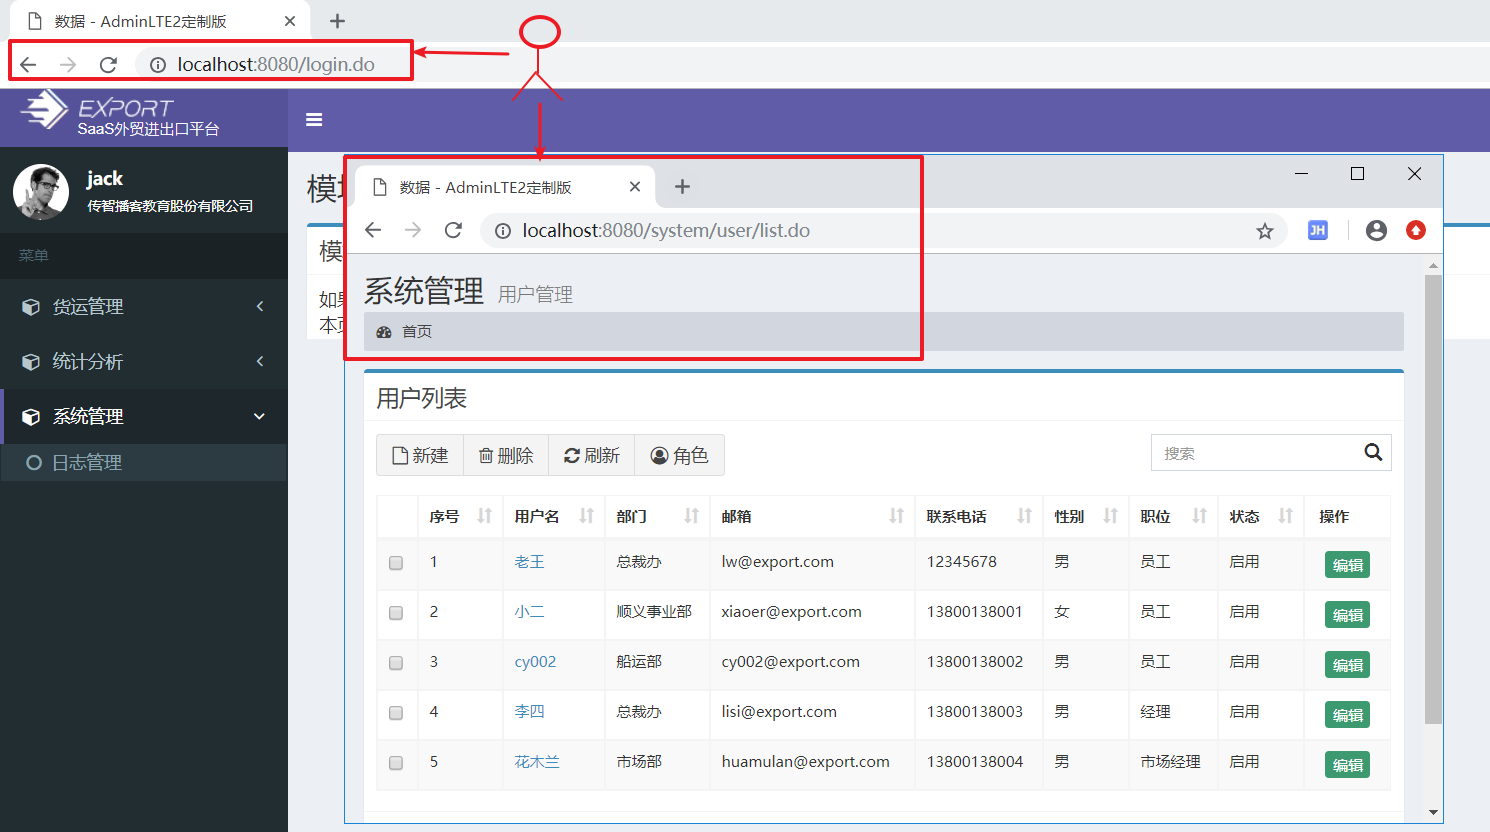 数据 - AdminLTE2定制版
localhost:8080/login.do
EXPORT
SaaS外贸进出口平台
jack
传智播客教育股份有限公司
菜单
货运管理
统计分析
系统管理
日志管理
模
模
如果
本页
数据 - AdminLTE2定制版
localhost:8080/system/user/list.do
JH
系统管理 用户管理
首页
用户列表
新建 删除 刷新 角色
搜索
序号 用户名 部门 邮箱 联系电话 性别 职位 状态 操作
1 老王 总裁办 lw@export.com 12345678 男 员工 启用 编辑
2 小二 顺义事业部 xiaoer@export.com 13800138001 女 员工 启用 编辑
3 cy002 船运部 cy002@export.com 13800138002 男 员工 启用 编辑
4 李四 总裁办 lisi@export.com 13800138003 男 经理 启用 编辑
5 花木兰 市场部 huamulan@export.com 13800138004 男 市场经理 启用 编辑